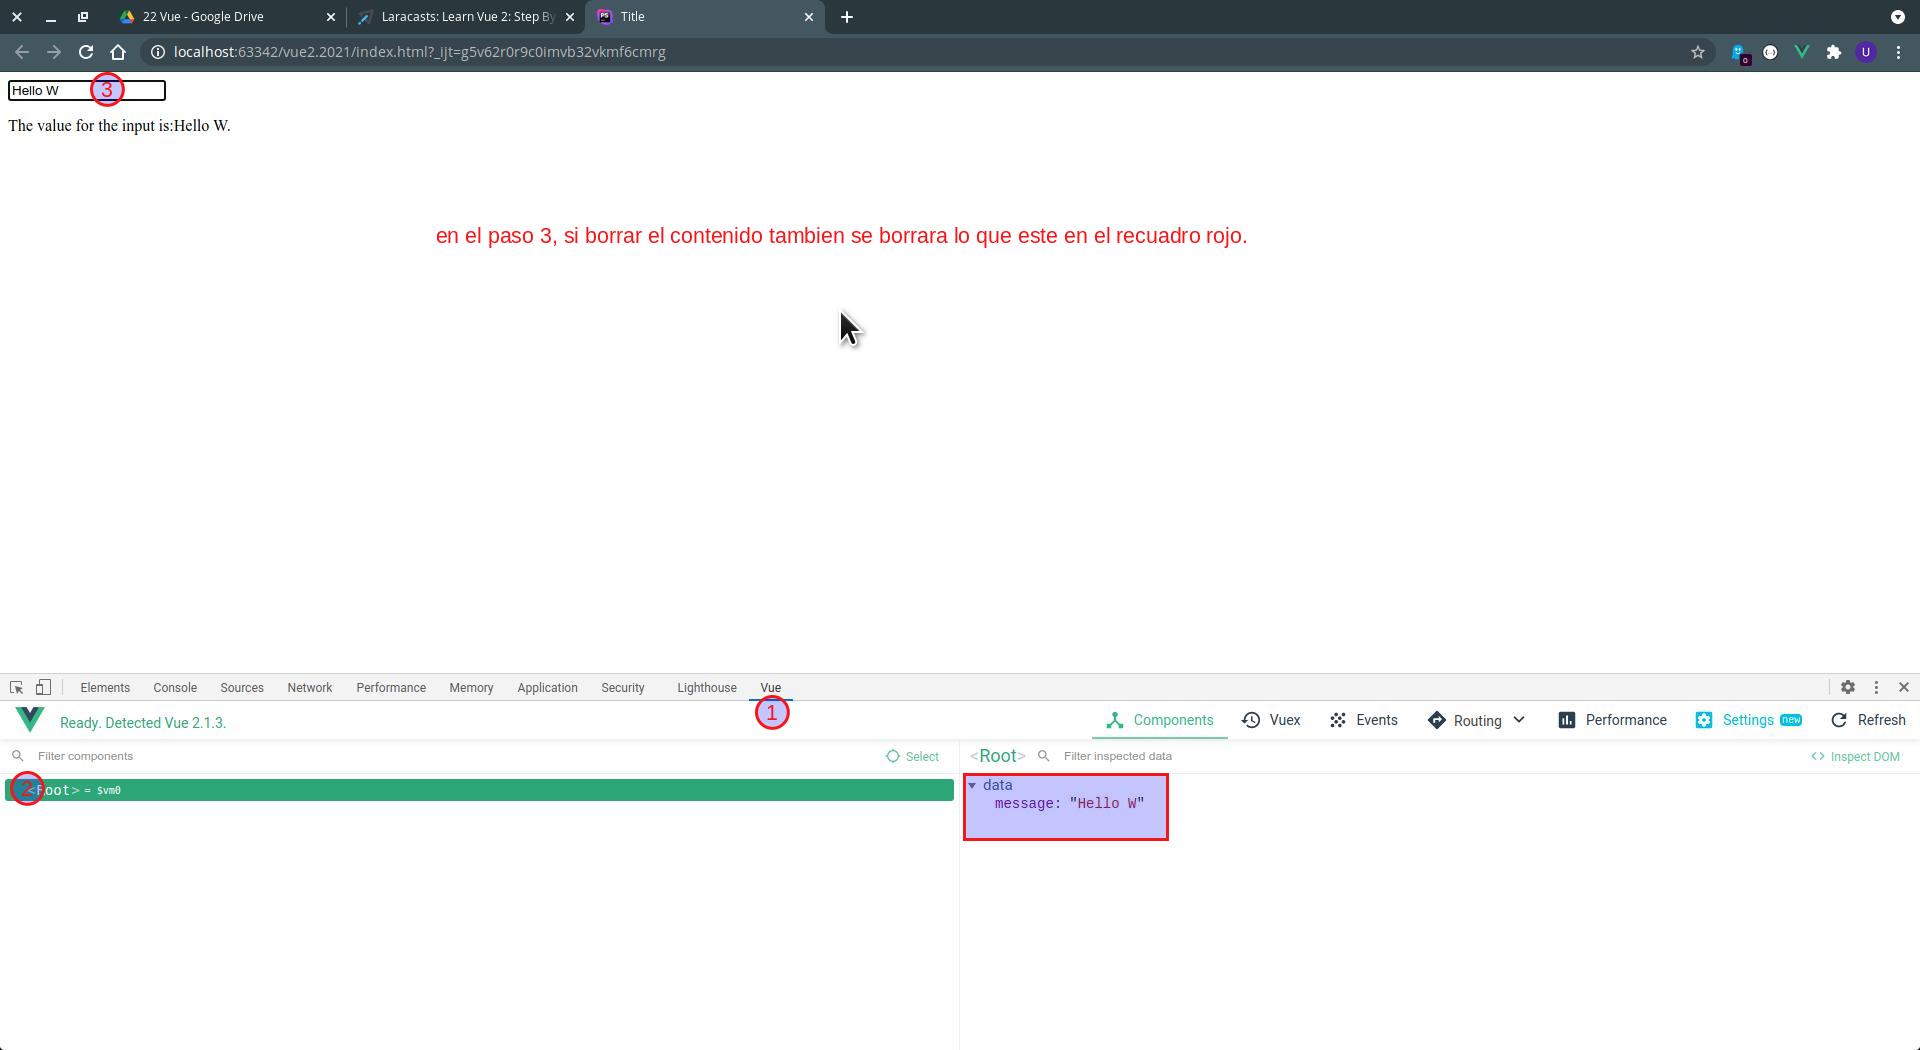 22 Vue - Google Drive
Laracasts: Learn Vue 2: Step By
Title
localhost:63342/vue2.2021/index.html?_ijt=g5v62r0r9c0imvb32vkmf6cmrg
0
U
Hello W
3
The value for the input is:Hello W.
en el paso 3, si borrar el contenido tambien se borrara lo que este en el recuadro rojo.
Elements Console Sources Network Performance Memory Application Security Lighthouse Vue
1
Ready. Detected Vue 2.1.3.
Components Vuex Events Routing Performance Settings new Refresh
Filter components Select
<Root> Filter inspected data Inspect DOM
2
<Root> = $vm0
data
message: "Hello W"